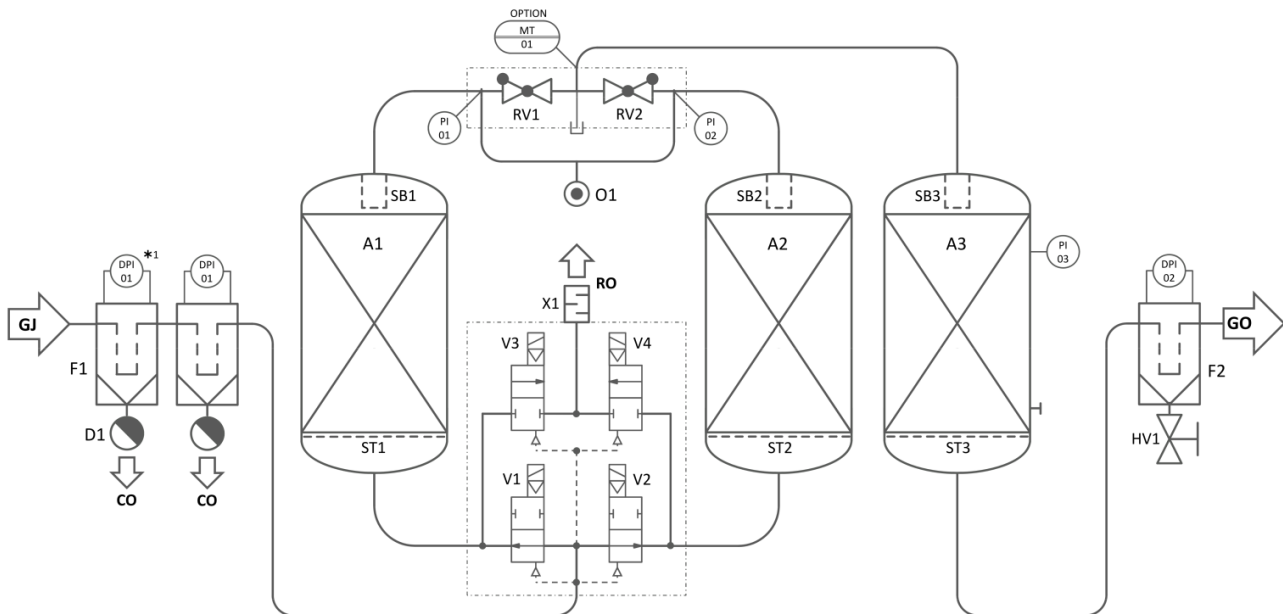 OPTION
MT
01
RV1
RV2
PI
01
PI
02
O1
SB1
SB2
SB3
A1
A2
A3
DPI
01
*1
DPI
01
PI
03
DPI
02
RO
X1
GJ
GO
F1
F2
V3
V4
D1
HV1
ST1
ST2
ST3
V1
V2
CO
CO